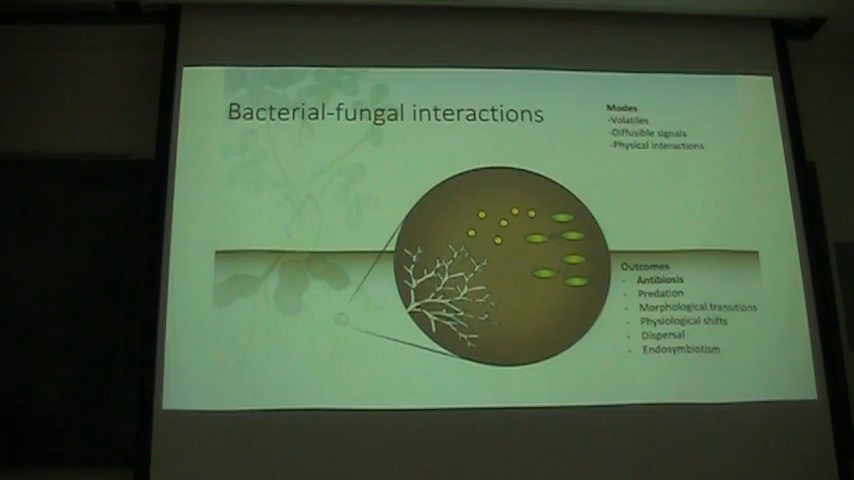 Bacterial-fungal interactions
Modes
-Volatiles
-Diffusible signals
-Physical interactions
Outcomes
- Antibiosis
- Predation
- Morphological transitions
- Physiological shifts
- Dispersal
- Endosymbiotism